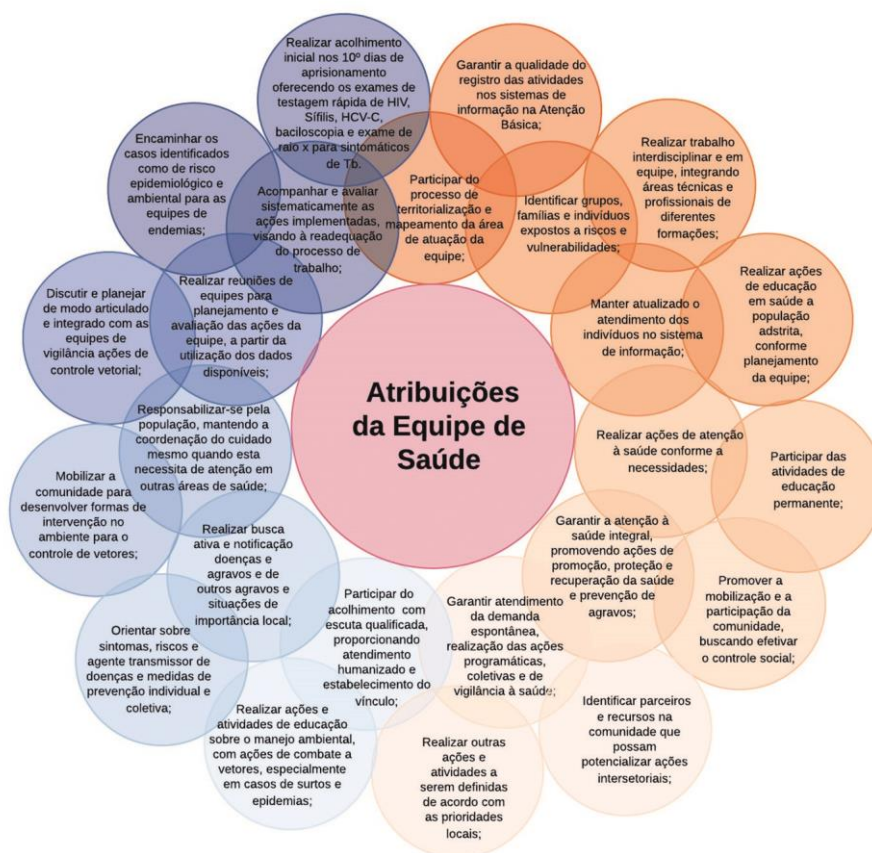 Realizar acolhimento
inicial nos 10º dias de
aprisionamento
oferecendo os exames de
testagem rápida de HIV,
Sífilis, HCV-C,
baciloscopia e exame de
raio x para sintomáticos
de Tb.
Garantir a qualidade do
registro das atividades
nos sistemas de
informação na Atenção
Básica;
Realizar trabalho
interdisciplinar e em
equipe, integrando
áreas técnicas e
profissionais de
diferentes
formações;
Realizar ações
de educação
em saúde a
população
adstrita,
conforme
planejamento
da equipe;
Participar das
atividades de
educação
permanente;
Promover a
mobilização e a
participação da
comunidade,
buscando efetivar
o controle social;
Identificar parceiros
e recursos na
comunidade que
possam
potencializar ações
intersetoriais;
Realizar outras
ações e
atividades a
serem definidas
de acordo com
as prioridades
locais;
Realizar ações e
atividades de educação
sobre o manejo ambiental,
com ações de combate a
vetores, especialmente
em casos de surtos e
epidemias;
Orientar sobre
sintomas, riscos e
agente transmissor de
doenças e medidas de
prevenção individual e
coletiva;
Mobilizar a
comunidade para
desenvolver formas de
intervenção no
ambiente para o
controle de vetores;
Discutir e planejar
de modo articulado
e integrado com as
equipes de
vigilância ações de
controle vetorial;
Encaminhar os
casos identificados
como de risco
epidemiológico e
ambiental para as
equipes de
endemias;
Acompanhar e avaliar
sistematicamente as
ações implementadas,
visando à readequação
do processo de
trabalho;
Participar do
processo de
territorialização e
mapeamento da área
de atuação da
equipe;
Identificar grupos,
famílias e indivíduos
expostos a riscos e
vulnerabilidades;
Manter atualizado o
atendimento dos
indivíduos no sistema
de informação;
Realizar ações de atenção
à saúde conforme a
necessidades;
Garantir a atenção à
saúde integral,
promovendo ações de
promoção, proteção e
recuperação da saúde
e prevenção de
agravos;
Garantir atendimento
da demanda
espontânea,
realização das ações
programáticas,
coletivas e de
vigilância à saúde;
Participar do
acolhimento com
escuta qualificada,
proporcionando
atendimento
humanizado e
estabelecimento do
vínculo;
Realizar busca
ativa e notificação
doenças e
agravos e de
outros agravos e
situações de
importância local;
Responsabilizar-se pela
população, mantendo a
coordenação do cuidado
mesmo quando esta
necessita de atenção em
outras áreas de saúde;
Realizar reuniões de
equipes para
planejamento e
avaliação das ações da
equipe, a partir da
utilização dos dados
disponíveis;
Atribuições
da Equipe de
Saúde